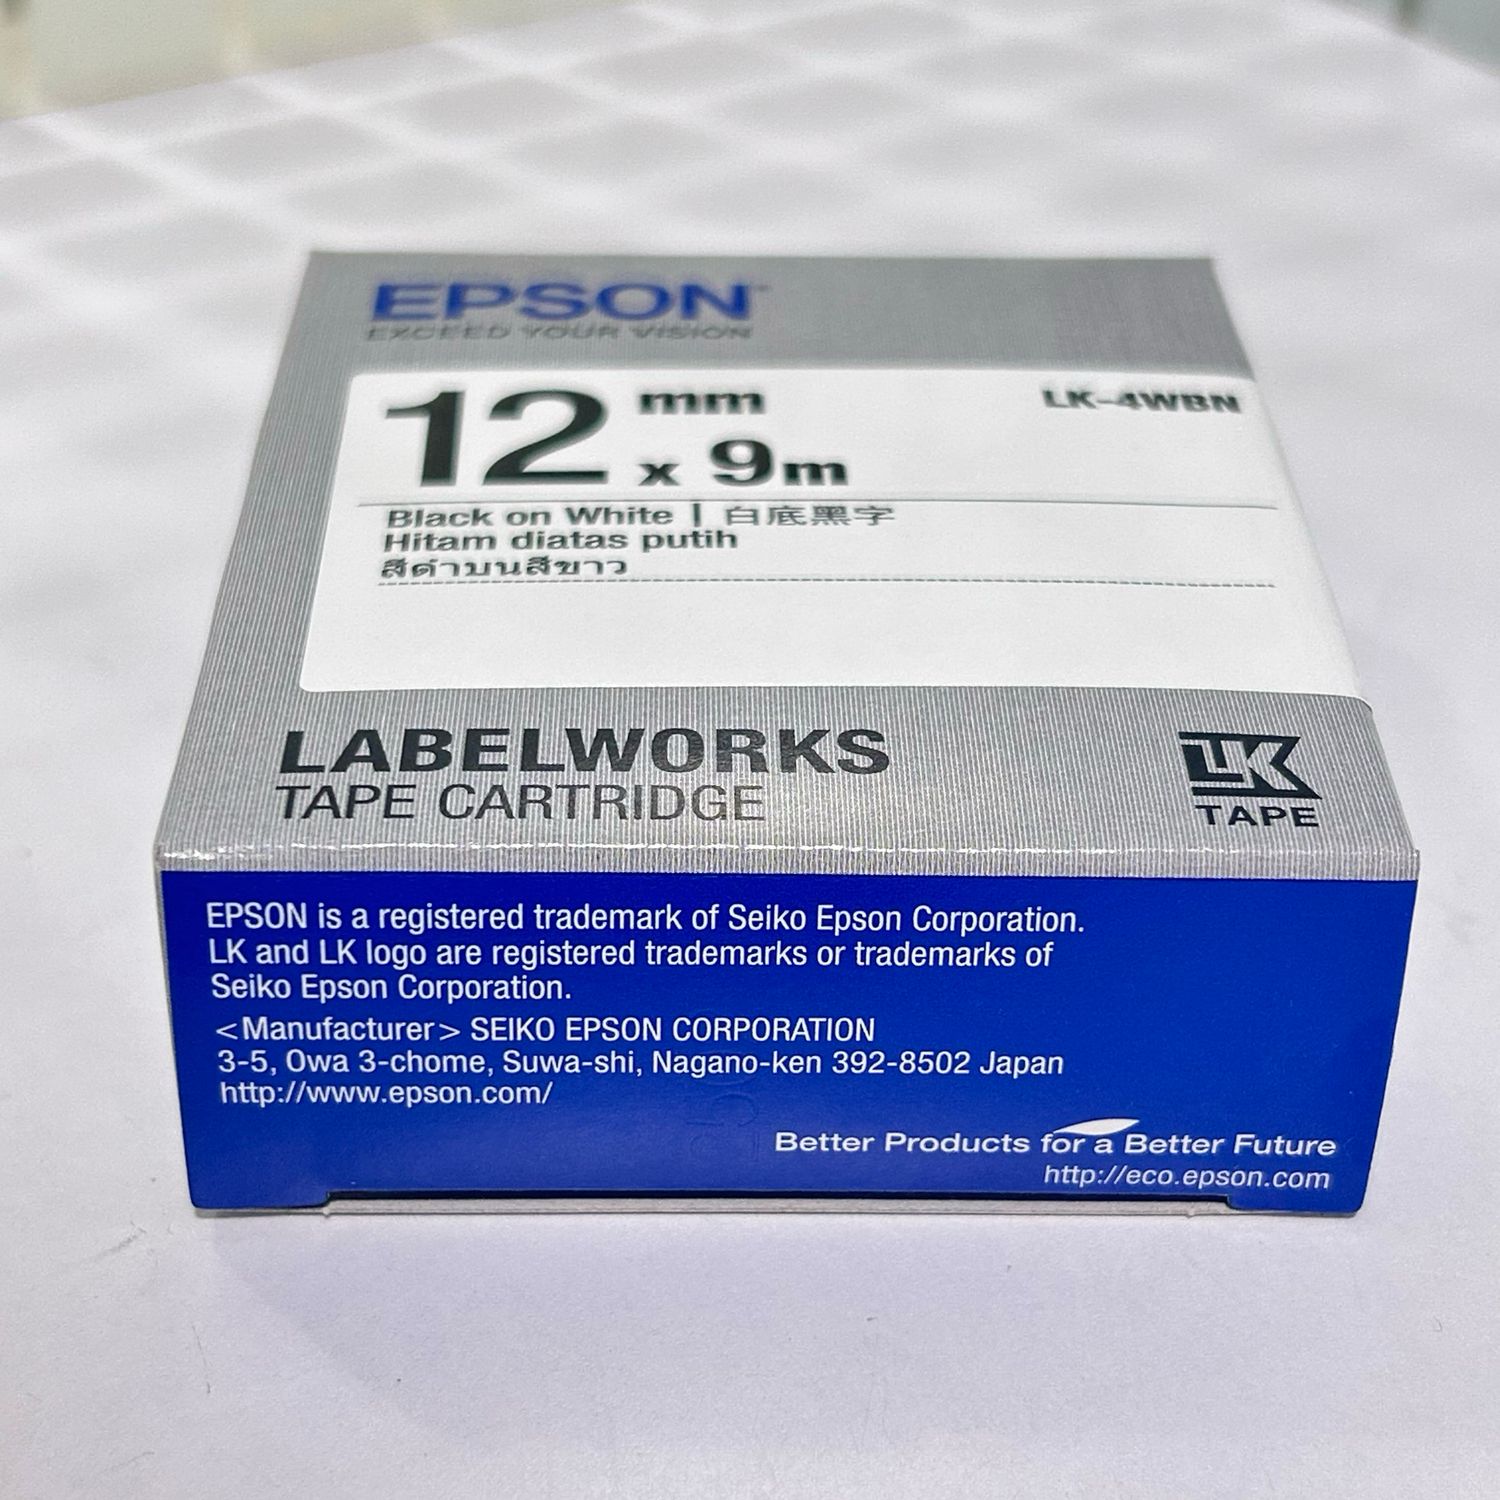 EPSON
EXCEED YOUR VISION
12 mm x 9m
LK-4WBN
Black on White | 白底黑字
Hitam diatas putih
สีดำบนสีขาว
LABELWORKS
TAPE CARTRIDGE
LK
TAPE
EPSON is a registered trademark of Seiko Epson Corporation.
LK and LK logo are registered trademarks or trademarks of
Seiko Epson Corporation.
<Manufacturer> SEIKO EPSON CORPORATION
3-5, Owa 3-chome, Suwa-shi, Nagano-ken 392-8502 Japan
http://www.epson.com/
Better Products for a Better Future
http://eco.epson.com